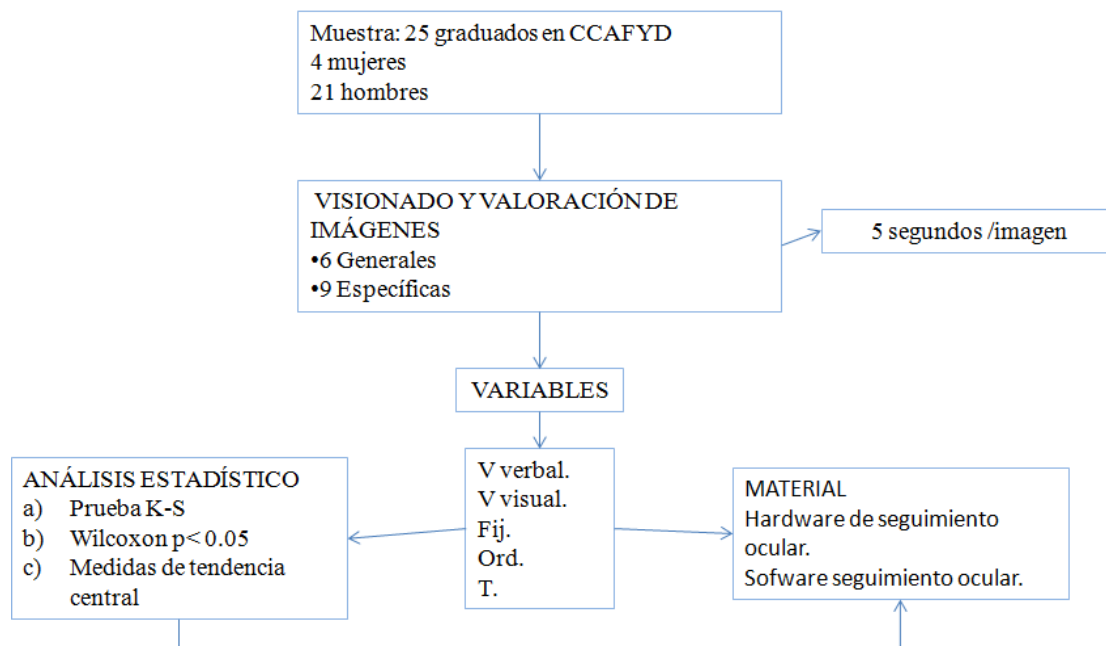 Muestra: 25 graduados en CCAFYD
4 mujeres
21 hombres
VISIONADO Y VALORACIÓN DE
IMÁGENES
•6 Generales
•9 Específicas
5 segundos /imagen
VARIABLES
V verbal.
V visual.
Fij.
Ord.
T.
ANÁLISIS ESTADÍSTICO
a) Prueba K-S
b) Wilcoxon p< 0.05
c) Medidas de tendencia
central
MATERIAL
Hardware de seguimiento
ocular.
Sofware seguimiento ocular.